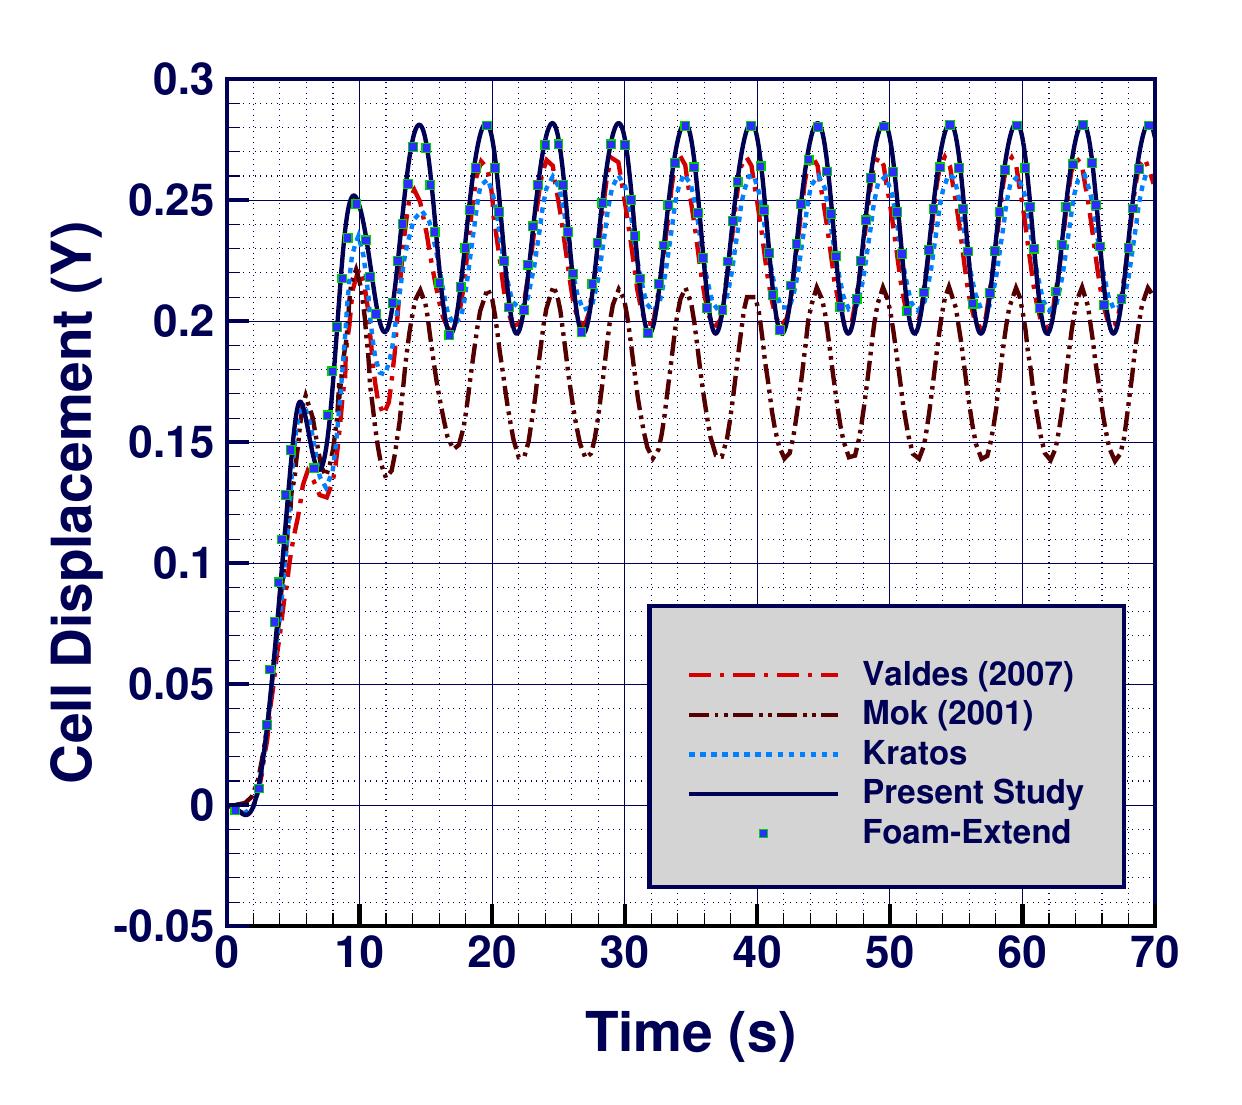 0.3
0.25
0.2
0.15
0.1
0.05
0
-0.05
Cell Displacement (Y)
Valdes (2007)
Mok (2001)
Kratos
Present Study
Foam-Extend
0 10 20 30 40 50 60 70
Time (s)